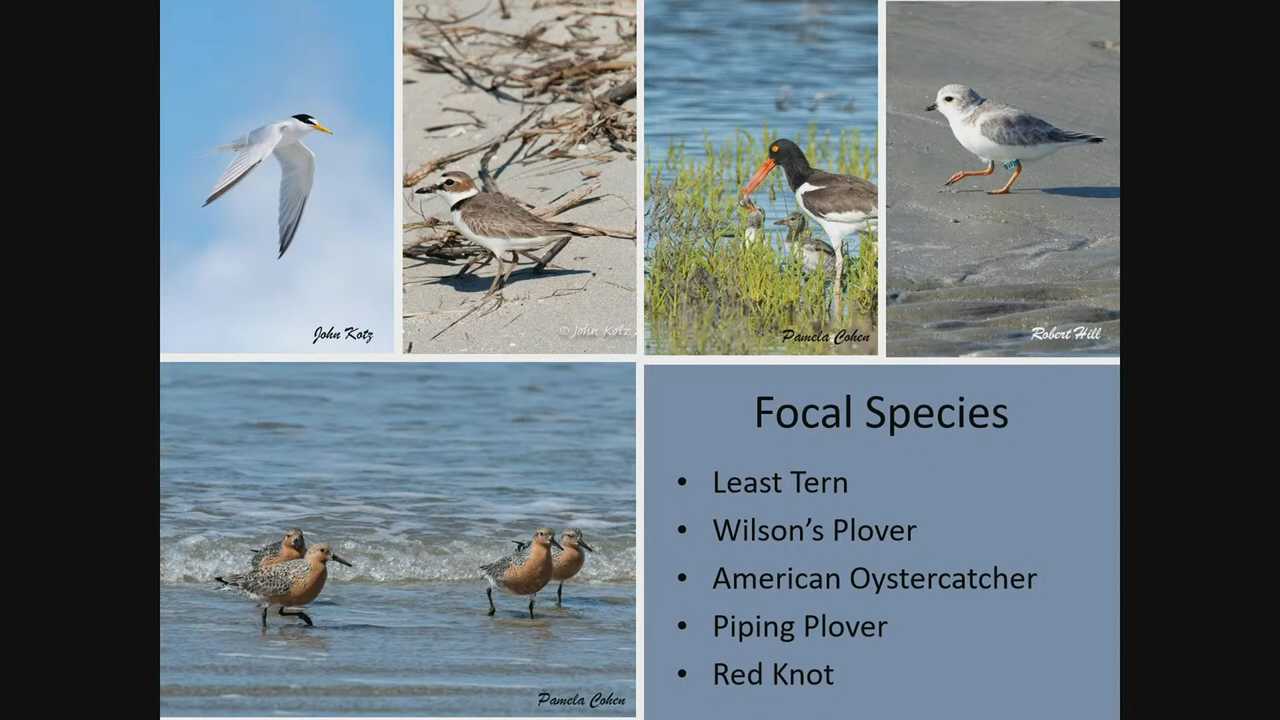 John Kotz
© John Kotz
Pamela Cohen
Robert Hill
Pamela Cohen
Focal Species
• Least Tern
• Wilson’s Plover
• American Oystercatcher
• Piping Plover
• Red Knot